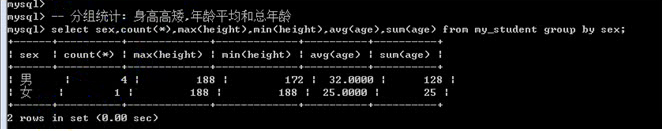 mysql>
mysql> -- 分组统计: 身高高矮,年龄平均和总年龄
mysql> select sex,count(*),max(height),min(height),avg(age),sum(age) from my_student group by sex;
+------+----------+-------------+-------------+----------+----------+
| sex | count(*) | max(height) | min(height) | avg(age) | sum(age) |
+------+----------+-------------+-------------+----------+----------+
| 男 | 4 | 188 | 172 | 32.0000 | 128 |
| 女 | 1 | 188 | 188 | 25.0000 | 25 |
+------+----------+-------------+-------------+----------+----------+
2 rows in set (0.00 sec)